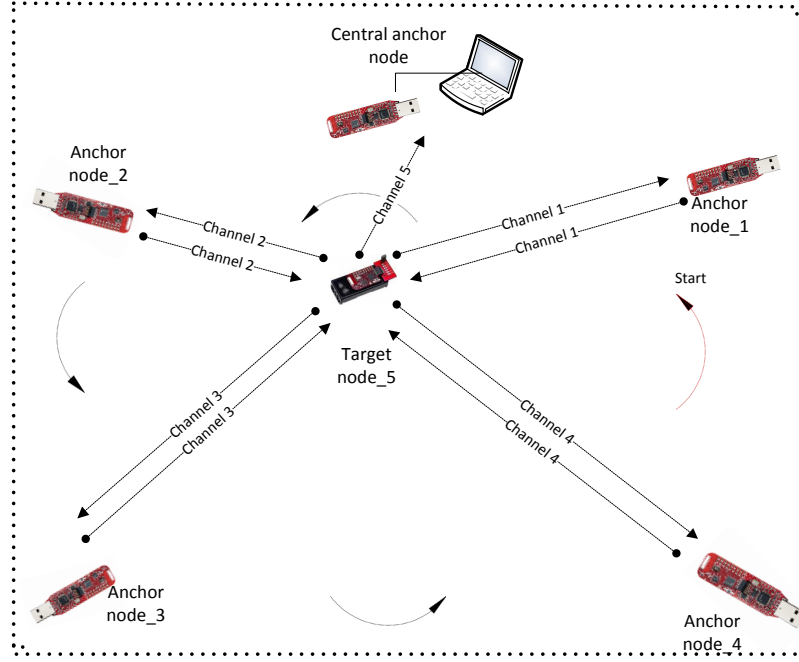 Central anchor
node
Anchor
node_2
Channel 5
Anchor
node_1
Channel 1
Channel 1
Channel 2
Channel 2
Start
Target
node_5
Channel 3
Channel 3
Channel 4
Channel 4
Anchor
node_3
Anchor
node_4